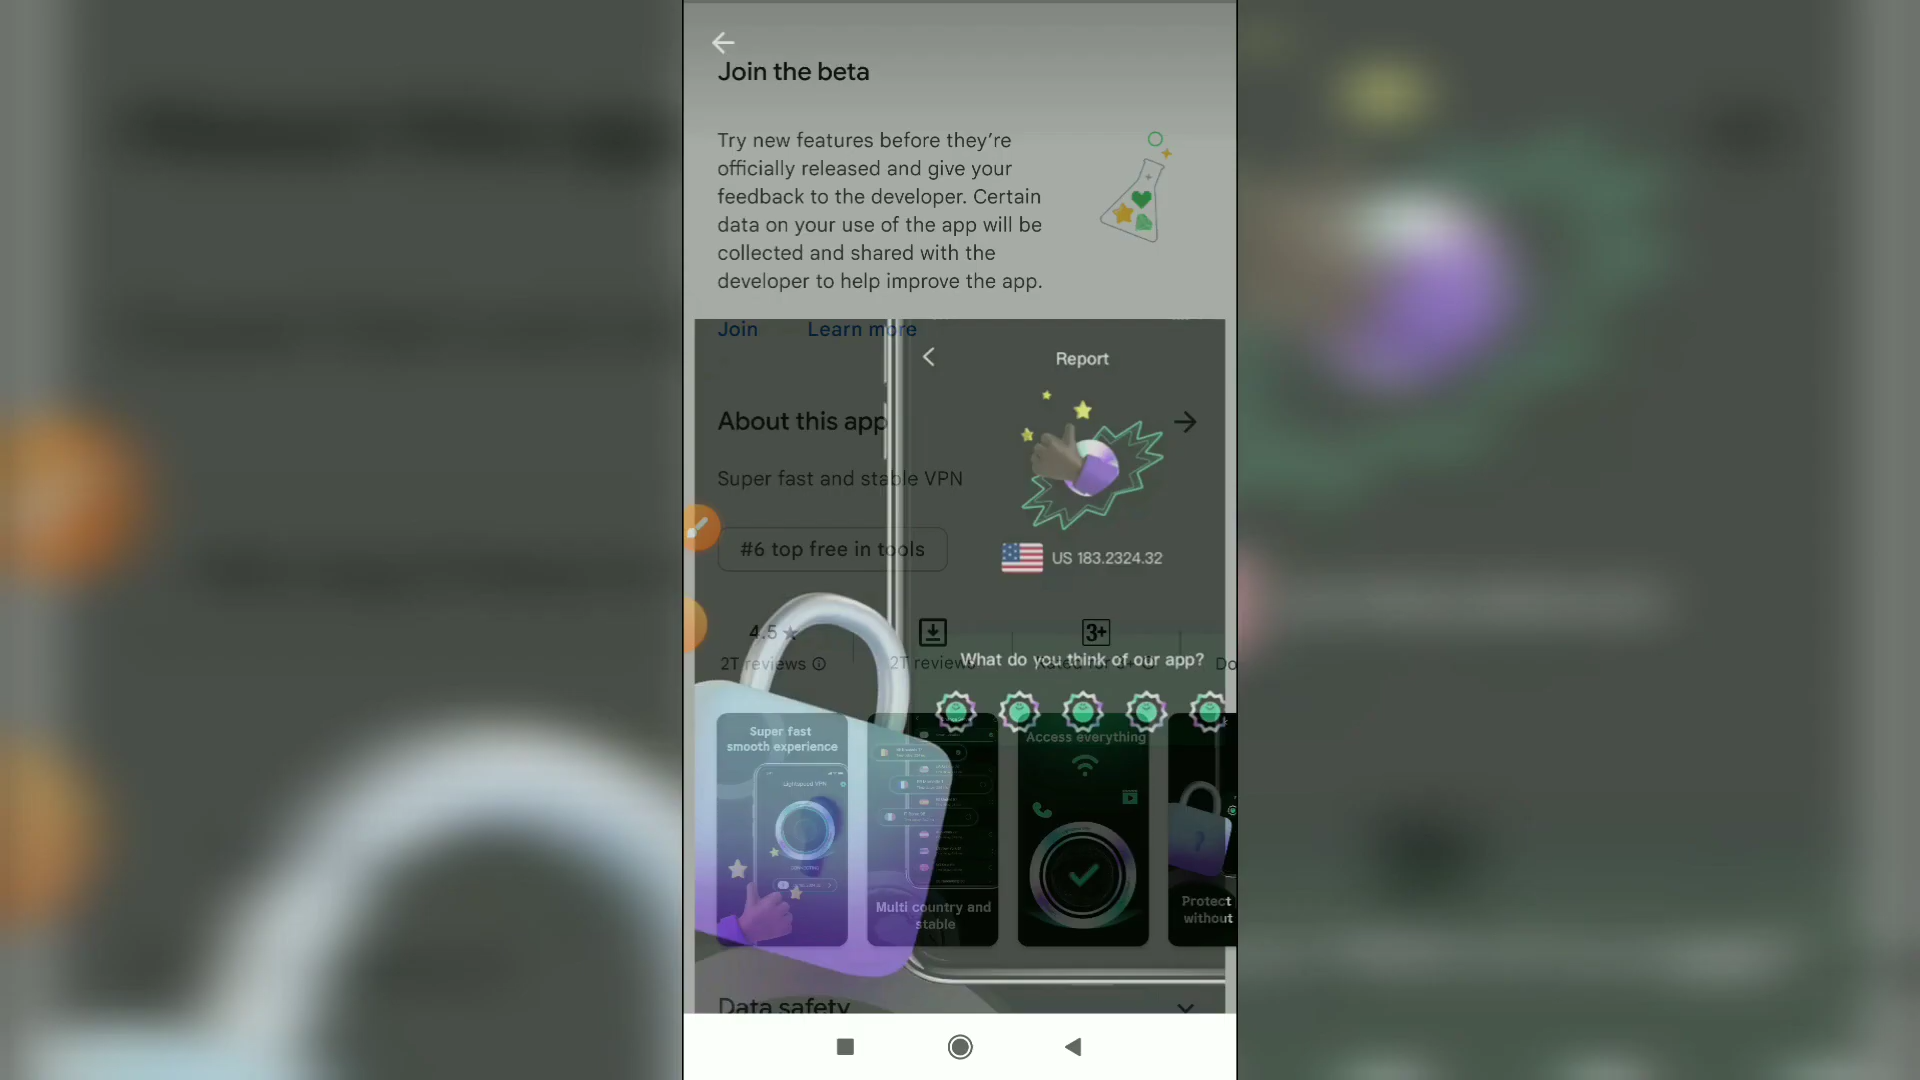 Join the beta
Try new features before they're
officially released and give your
feedback to the developer. Certain
data on your use of the app will be
collected and shared with the
developer to help improve the app.
Join Learn more
Report
About this app
Super fast and stable VPN
#6 top free in tools
US 183.2324.32
4.5
3+
2T reviews
2T reviews
What do you think of our app?
Super fast
smooth experience
Access everything
Lightspeed VPN
Multi country and
stable
Protect
without
Data safety